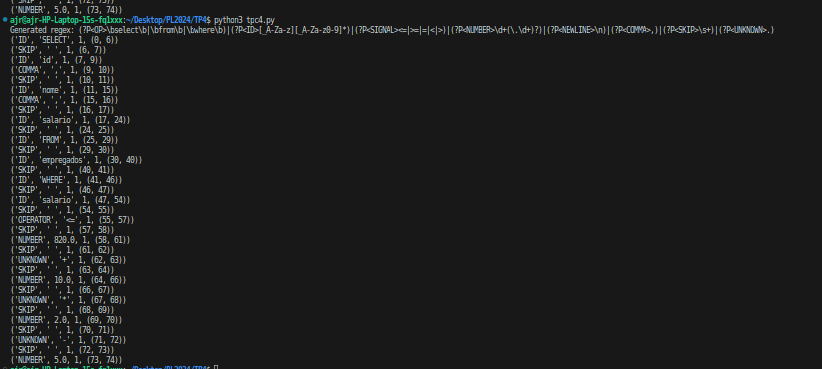 ('SKIP', ' ', 1, (72, 73))
('NUMBER', 5.0, 1, (73, 74))
ajr@ajr-HP-Laptop-15s-fq1xxx:~/Desktop/PL2024/TP4$ python3 tpc4.py
Generated regex: (?P<OP>\bselect\b|\bfrom\b|\bwhere\b)|(?P<ID>[_A-Za-z][_A-Za-z0-9]*)|(?P<SIGNAL><=|>=|=|<|>)|(?P<NUMBER>\d+(\.\d+)?)|(?P<NEWLINE>\n)|(?P<COMMA>,)|(?P<SKIP>\s+)|(?P<UNKNOWN>.)
('ID', 'SELECT', 1, (0, 6))
('SKIP', ' ', 1, (6, 7))
('ID', 'id', 1, (7, 9))
('COMMA', ',', 1, (9, 10))
('SKIP', ' ', 1, (10, 11))
('ID', 'nome', 1, (11, 15))
('COMMA', ',', 1, (15, 16))
('SKIP', ' ', 1, (16, 17))
('ID', 'salario', 1, (17, 24))
('SKIP', ' ', 1, (24, 25))
('ID', 'FROM', 1, (25, 29))
('SKIP', ' ', 1, (29, 30))
('ID', 'empregados', 1, (30, 40))
('SKIP', ' ', 1, (40, 41))
('ID', 'WHERE', 1, (41, 46))
('SKIP', ' ', 1, (46, 47))
('ID', 'salario', 1, (47, 54))
('SKIP', ' ', 1, (54, 55))
('OPERATOR', '<=', 1, (55, 57))
('SKIP', ' ', 1, (57, 58))
('NUMBER', 820.0, 1, (58, 61))
('SKIP', ' ', 1, (61, 62))
('UNKNOWN', '+', 1, (62, 63))
('SKIP', ' ', 1, (63, 64))
('NUMBER', 10.0, 1, (64, 66))
('SKIP', ' ', 1, (66, 67))
('UNKNOWN', '*', 1, (67, 68))
('SKIP', ' ', 1, (68, 69))
('NUMBER', 2.0, 1, (69, 70))
('SKIP', ' ', 1, (70, 71))
('UNKNOWN', '-', 1, (71, 72))
('SKIP', ' ', 1, (72, 73))
('NUMBER', 5.0, 1, (73, 74))
ajr@ajr-HP-Laptop-15s-fq1xxx:~/Desktop/PL2024/TP4$